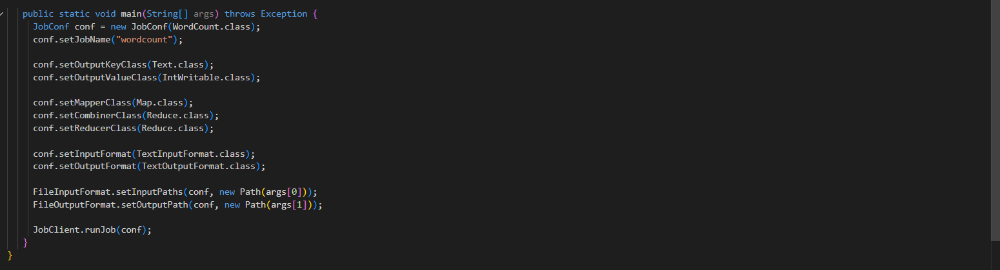 public static void main(String[] args) throws Exception {
JobConf conf = new JobConf(WordCount.class);
conf.setJobName("wordcount");
conf.setOutputKeyClass(Text.class);
conf.setOutputValueClass(IntWritable.class);
conf.setMapperClass(Map.class);
conf.setCombinerClass(Reduce.class);
conf.setReducerClass(Reduce.class);
conf.setInputFormat(TextInputFormat.class);
conf.setOutputFormat(TextOutputFormat.class);
FileInputFormat.setInputPaths(conf, new Path(args[0]));
FileOutputFormat.setOutputPath(conf, new Path(args[1]));
JobClient.runJob(conf);
}
}